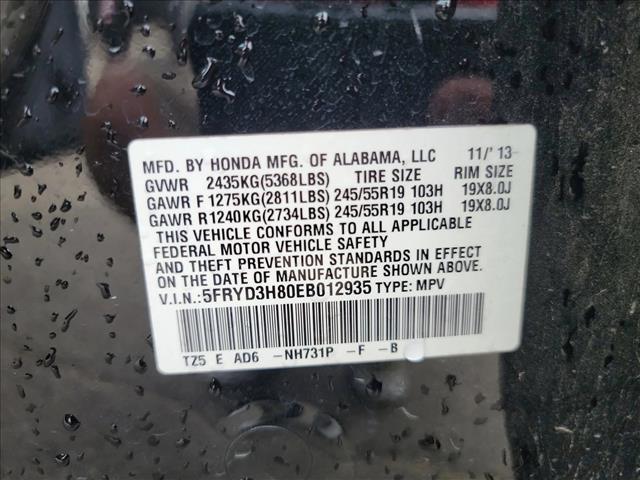 MFD. BY HONDA MFG. OF ALABAMA, LLC 11/'13
GVWR 2435KG(5368LBS) TIRE SIZE RIM SIZE
GAWR F 1275KG(2811LBS) 245/55R19 103H 19X8.0J
GAWR R 1240KG(2734LBS) 245/55R19 103H 19X8.0J
THIS VEHICLE CONFORMS TO ALL APPLICABLE
FEDERAL MOTOR VEHICLE SAFETY
AND THEFT PREVENTION STANDARDS IN EFFECT
ON THE DATE OF MANUFACTURE SHOWN ABOVE.
V.I.N.: 5FRYD3H80EB012935 TYPE: MPV
TZ5 E AD6 -NH731P -F -B